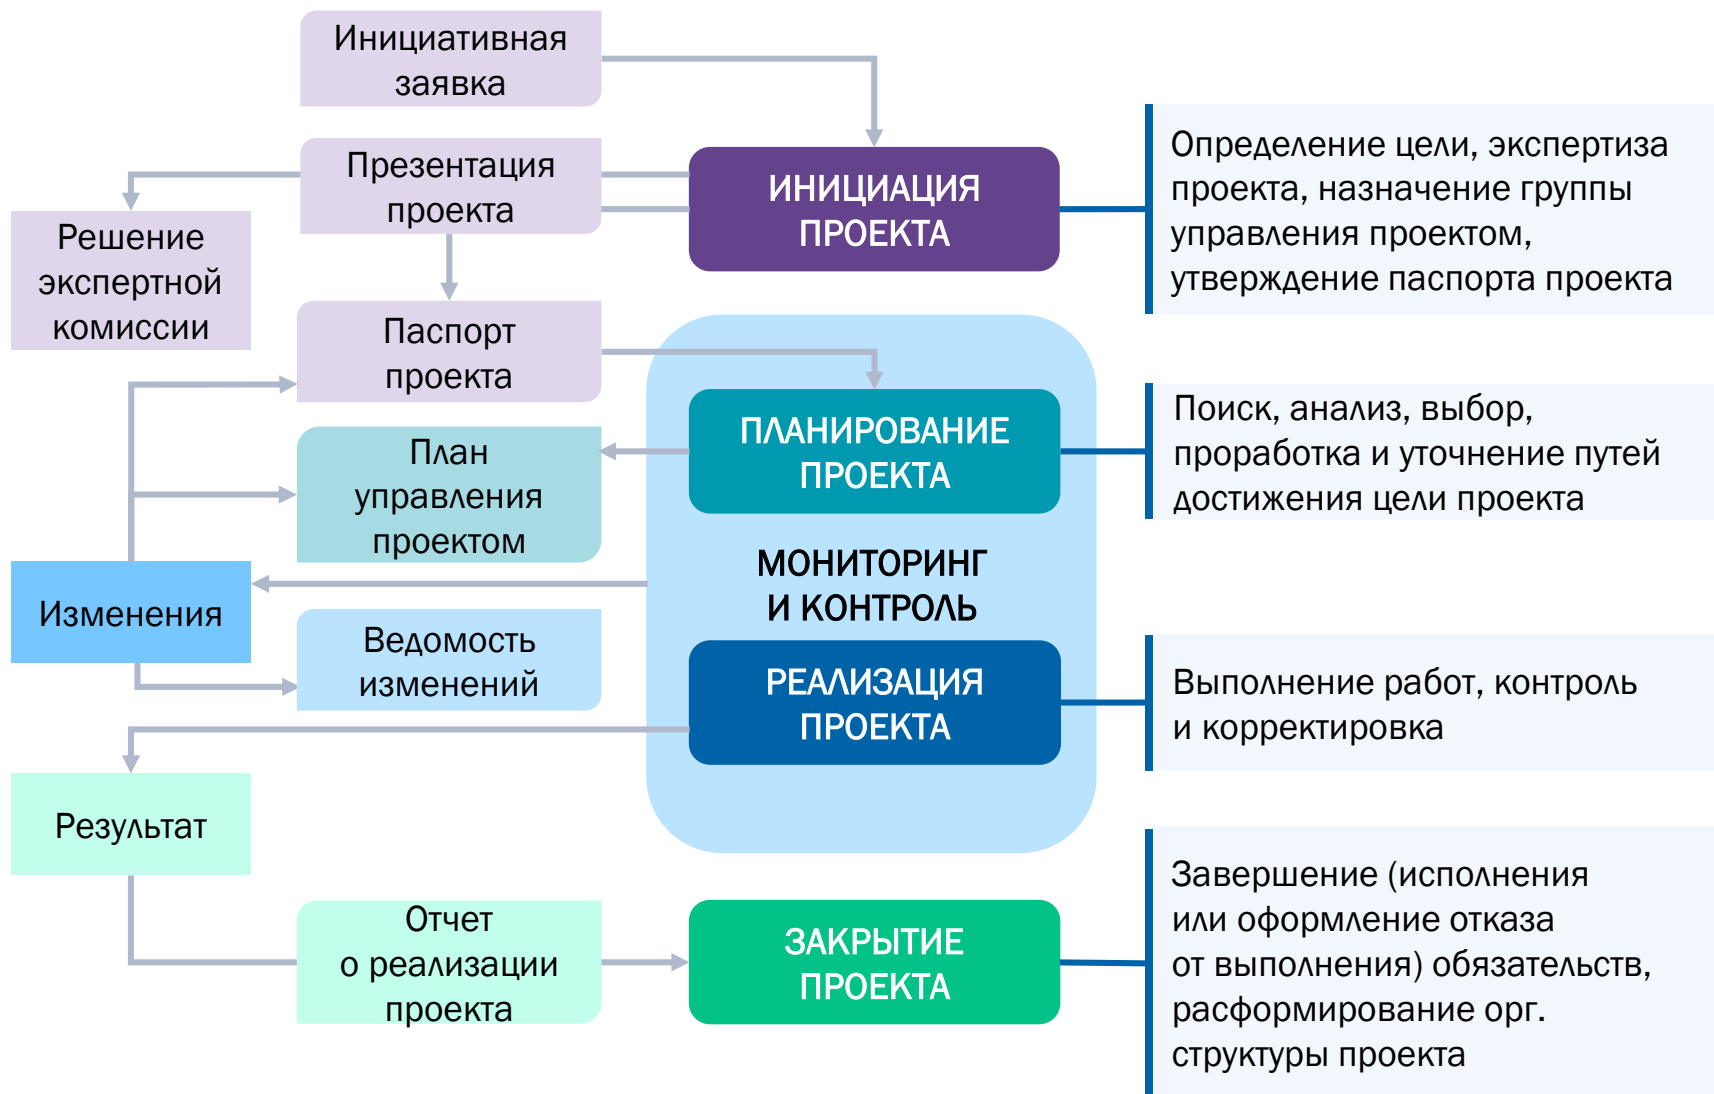 Инициативная
заявка
Презентация
проекта
ИНИЦИАЦИЯ
ПРОЕКТА
Определение цели, экспертиза
проекта, назначение группы
управления проектом,
утверждение паспорта проекта
Решение
экспертной
комиссии
Паспорт
проекта
ПЛАНИРОВАНИЕ
ПРОЕКТА
Поиск, анализ, выбор,
проработка и уточнение путей
достижения цели проекта
План
управления
проектом
МОНИТОРИНГ
И КОНТРОЛЬ
Изменения
Ведомость
изменений
РЕАЛИЗАЦИЯ
ПРОЕКТА
Выполнение работ, контроль
и корректировка
Результат
Отчет
о реализации
проекта
ЗАКРЫТИЕ
ПРОЕКТА
Завершение (исполнения
или оформление отказа
от выполнения) обязательств,
расформирование орг.
структуры проекта